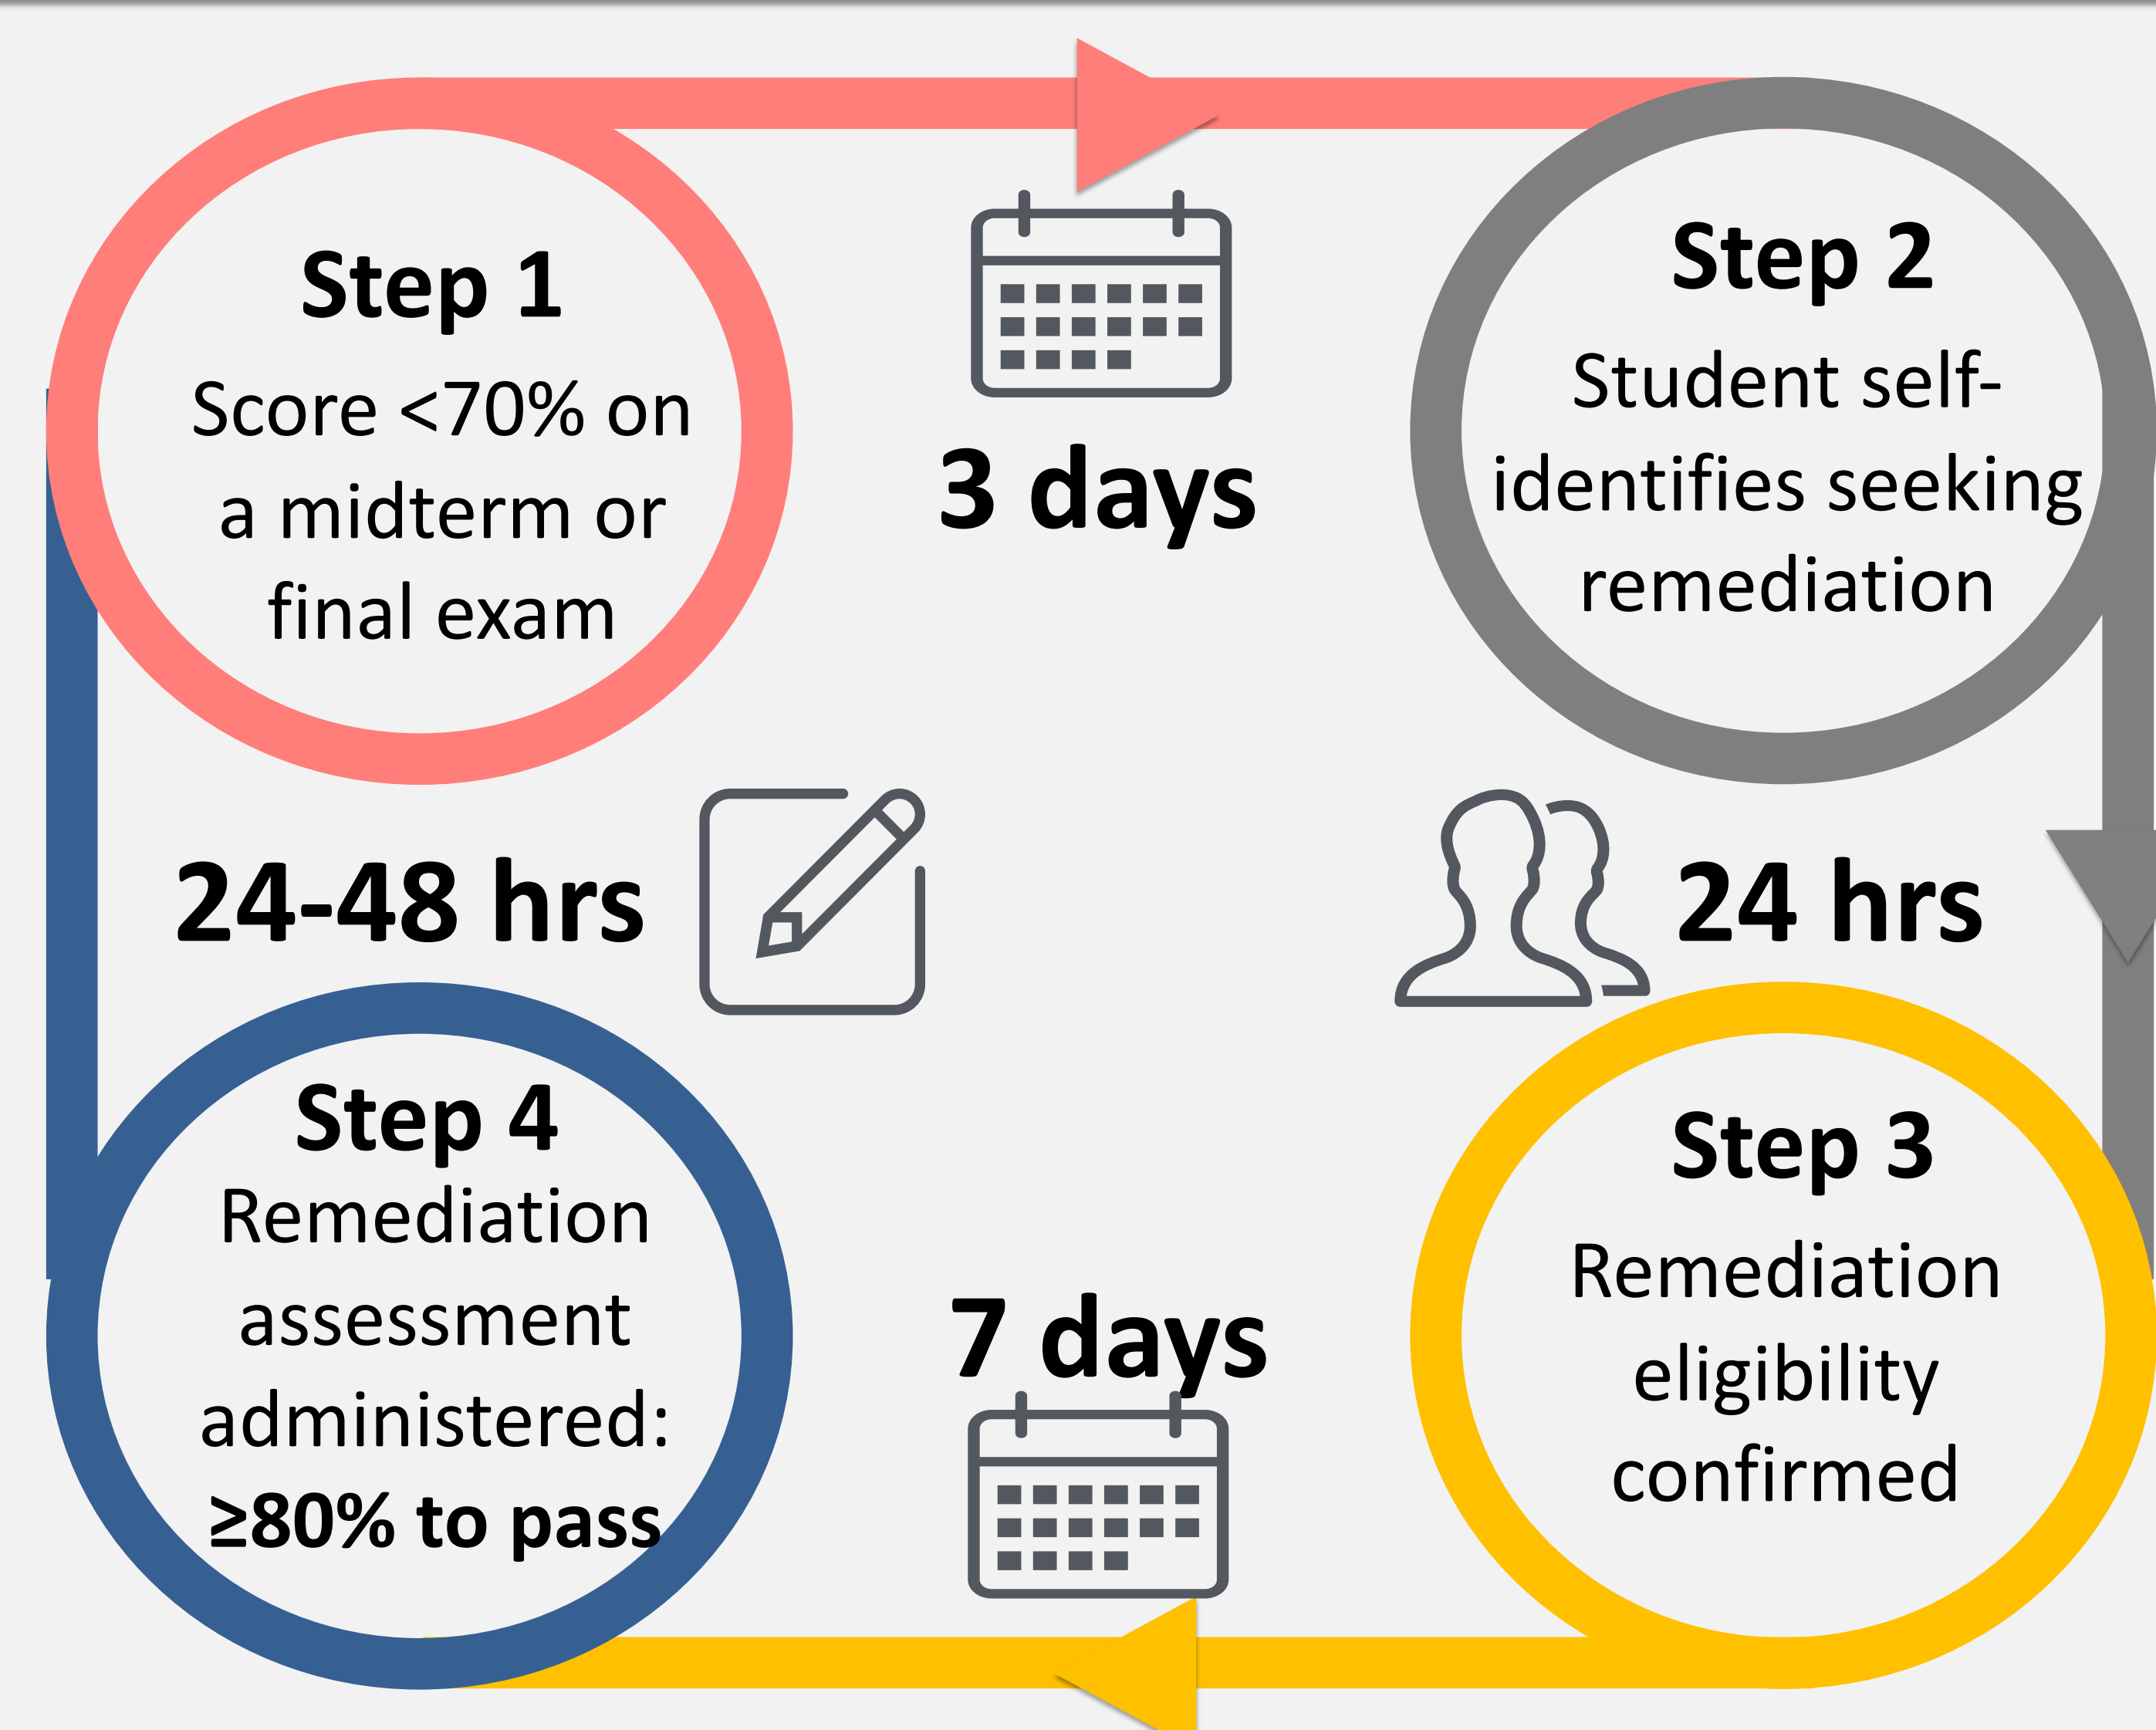 Step 1
Score <70% on
a midterm or
final exam
3 days
Step 2
Student self-
identifies seeking
remediation
24 hrs
Step 3
Remediation
eligibility
confirmed
7 days
Step 4
Remediation
assessment
administered:
≥80% to pass
24-48 hrs